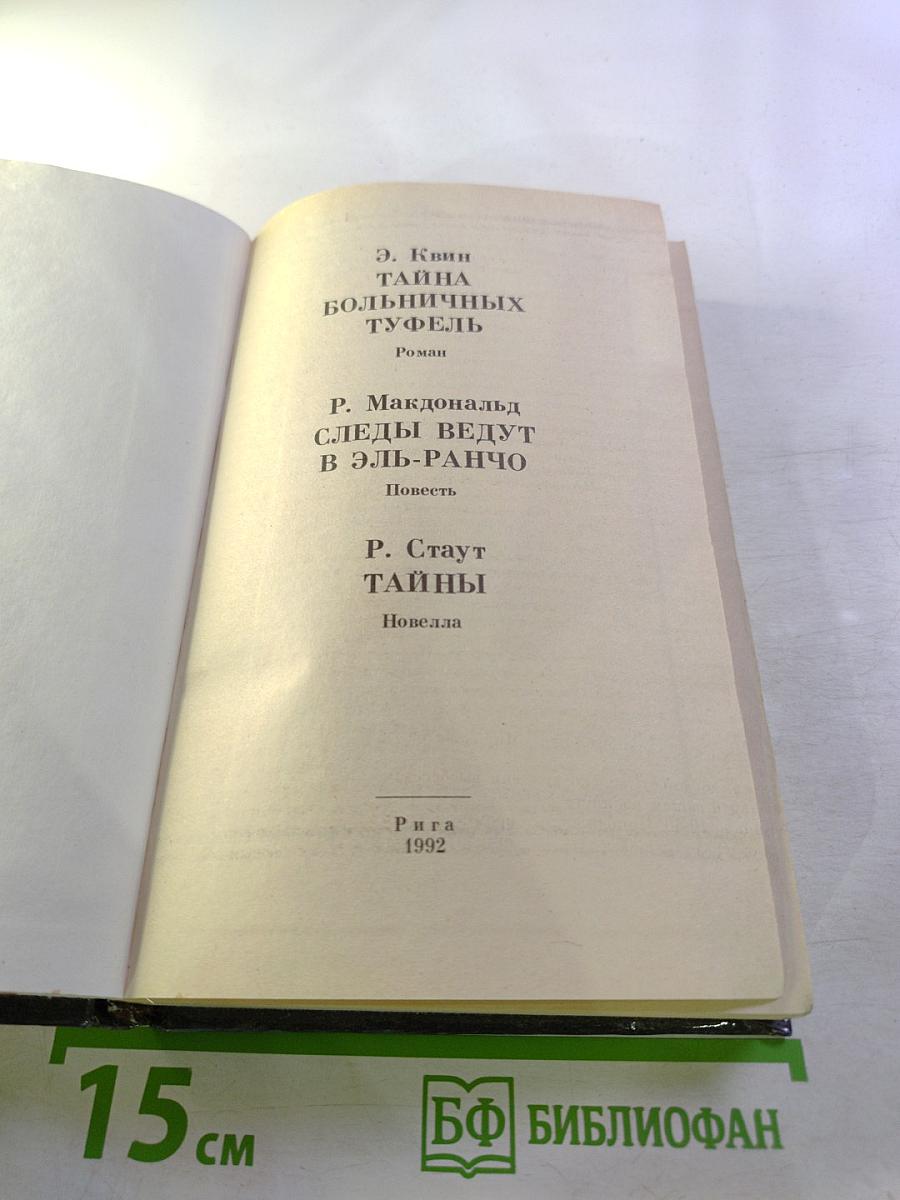 Э. Квин
ТАЙНА
БОЛЬНИЧНЫХ
ТУФЕЛЬ
Роман
Р. Макдональд
СЛЕДЫ ВЕДУТ
В ЭЛЬ-РАНЧО
Повесть
Р. Стаут
ТАЙНЫ
Новелла
Рига
1992
15 см
БФ БИБЛИОФАН